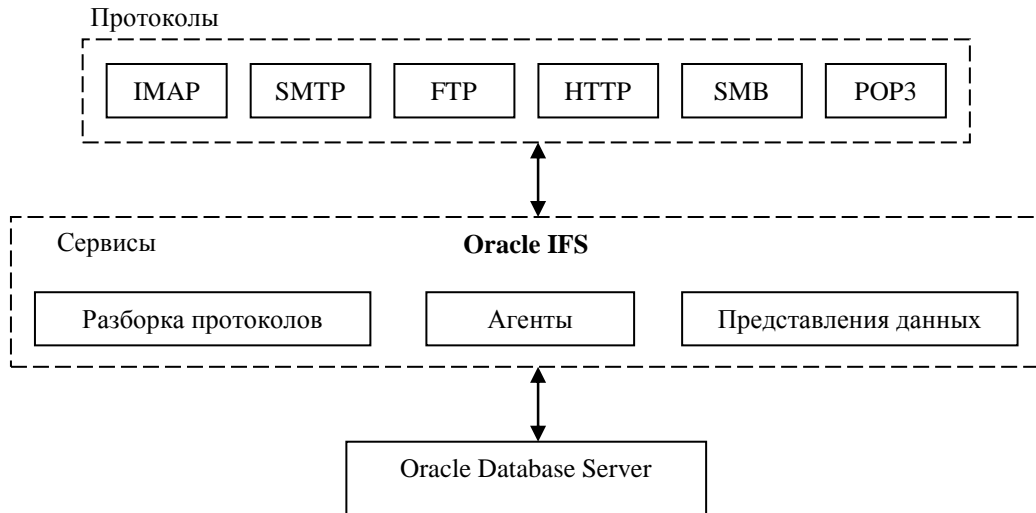 Протоколы
IMAP SMTP FTP HTTP SMB POP3
Сервисы Oracle IFS
Разборка протоколов Агенты Представления данных
Oracle Database Server